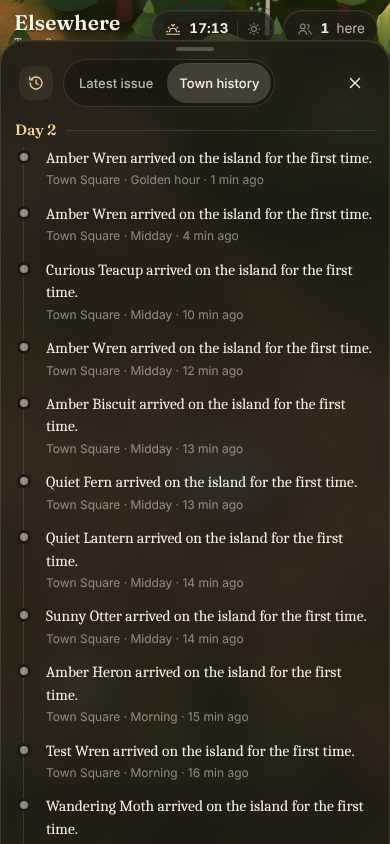 Elsewhere
17:13
1 here
Latest issue
Town history
Day 2
Amber Wren arrived on the island for the first time.
Town Square · Golden hour · 1 min ago
Amber Wren arrived on the island for the first time.
Town Square · Midday · 4 min ago
Curious Teacup arrived on the island for the first
time.
Town Square · Midday · 10 min ago
Amber Wren arrived on the island for the first time.
Town Square · Midday · 12 min ago
Amber Biscuit arrived on the island for the first
time.
Town Square · Midday · 13 min ago
Quiet Fern arrived on the island for the first time.
Town Square · Midday · 13 min ago
Quiet Lantern arrived on the island for the first
time.
Town Square · Midday · 14 min ago
Sunny Otter arrived on the island for the first time.
Town Square · Midday · 14 min ago
Amber Heron arrived on the island for the first
time.
Town Square · Morning · 15 min ago
Test Wren arrived on the island for the first time.
Town Square · Morning · 16 min ago
Wandering Moth arrived on the island for the first
time.